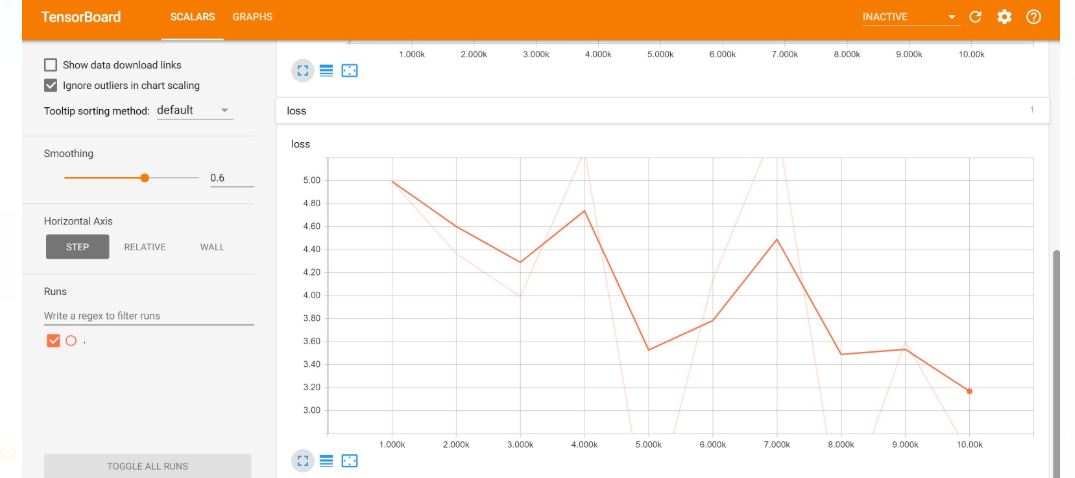 TensorBoard SCALARS GRAPHS INACTIVE
1.000k 2.000k 3.000k 4.000k 5.000k 6.000k 7.000k 8.000k 9.000k 10.00k
Show data download links
Ignore outliers in chart scaling
Tooltip sorting method: default
Smoothing
0.6
Horizontal Axis
STEP RELATIVE WALL
Runs
Write a regex to filter runs
.
TOGGLE ALL RUNS
loss 1
loss
5.00
4.80
4.60
4.40
4.20
4.00
3.80
3.60
3.40
3.20
3.00
1.000k 2.000k 3.000k 4.000k 5.000k 6.000k 7.000k 8.000k 9.000k 10.00k